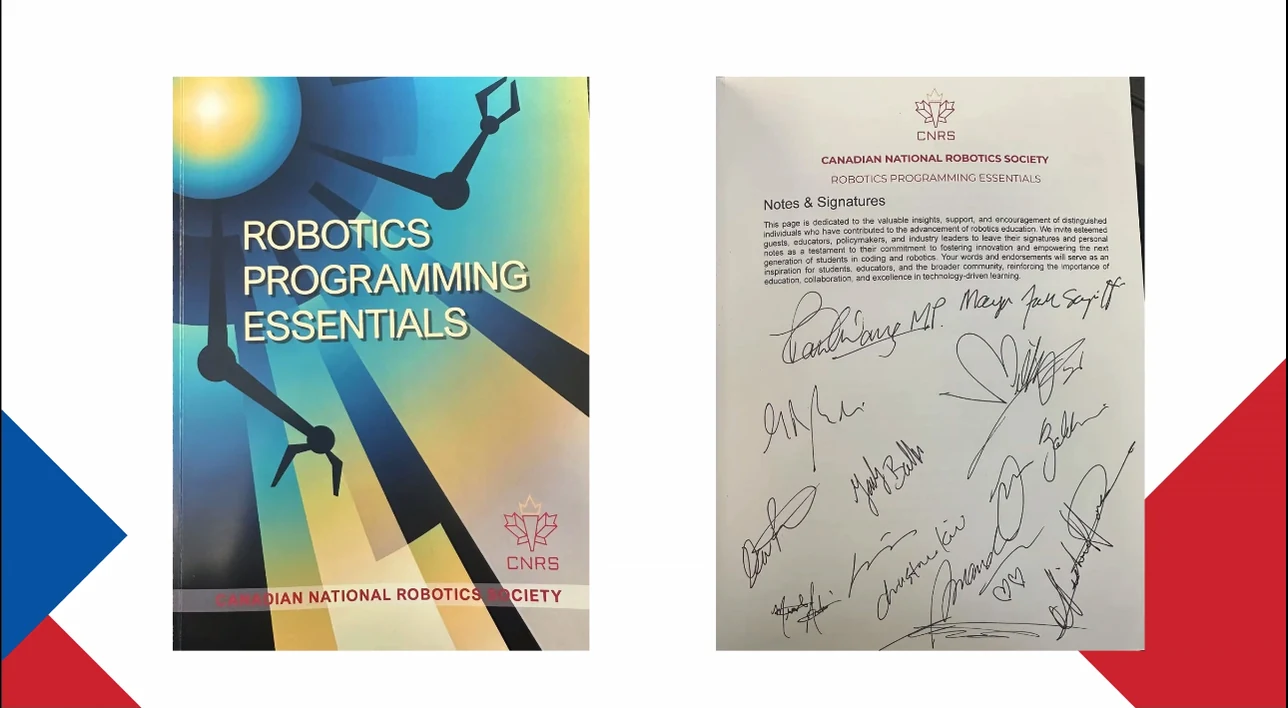 ROBOTICS
PROGRAMMING
ESSENTIALS
CNRS
CANADIAN NATIONAL ROBOTICS SOCIETY
CNRS
CANADIAN NATIONAL ROBOTICS SOCIETY
ROBOTICS PROGRAMMING ESSENTIALS
Notes & Signatures
This page is dedicated to the valuable insights, support, and encouragement of distinguished
individuals who have contributed to the advancement of robotics education. We invite esteemed
guests, educators, policymakers, and industry leaders to leave their signatures and personal
notes as a testament to their commitment to fostering innovation and empowering the next
generation of students in coding and robotics. Your words and endorsements will serve as an
inspiration for students, educators, and the broader community, reinforcing the importance of
education, collaboration, and excellence in technology-driven learning.
MP. Mayor